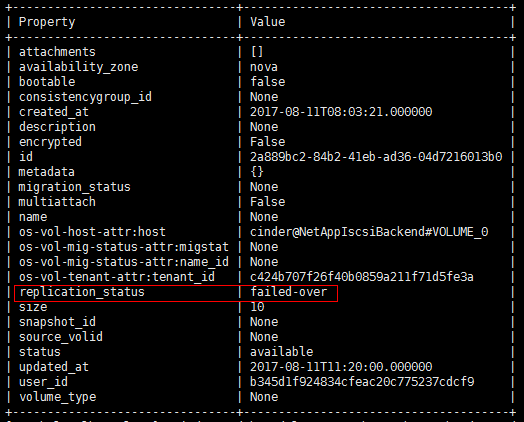 +--------------------------------+--------------------------------------+
| Property | Value |
+--------------------------------+--------------------------------------+
| attachments | [] |
| availability_zone | nova |
| bootable | false |
| consistencygroup_id | None |
| created_at | 2017-08-11T08:03:21.000000 |
| description | None |
| encrypted | False |
| id | 2a889bc2-84b2-41eb-ad36-04d7216013b0 |
| metadata | {} |
| migration_status | None |
| multiattach | False |
| name | None |
| os-vol-host-attr:host | cinder@NetAppIscsiBackend#VOLUME_0 |
| os-vol-mig-status-attr:migstat | None |
| os-vol-mig-status-attr:name_id | None |
| os-vol-tenant-attr:tenant_id | c424b707f26f40b0859a211f71d5fe3a |
| replication_status | failed-over |
| size | 10 |
| snapshot_id | None |
| source_volid | None |
| status | available |
| updated_at | 2017-08-11T11:20:00.000000 |
| user_id | b345d1f924834cfeac20c775237cdcf9 |
| volume_type | None |
+--------------------------------+--------------------------------------+